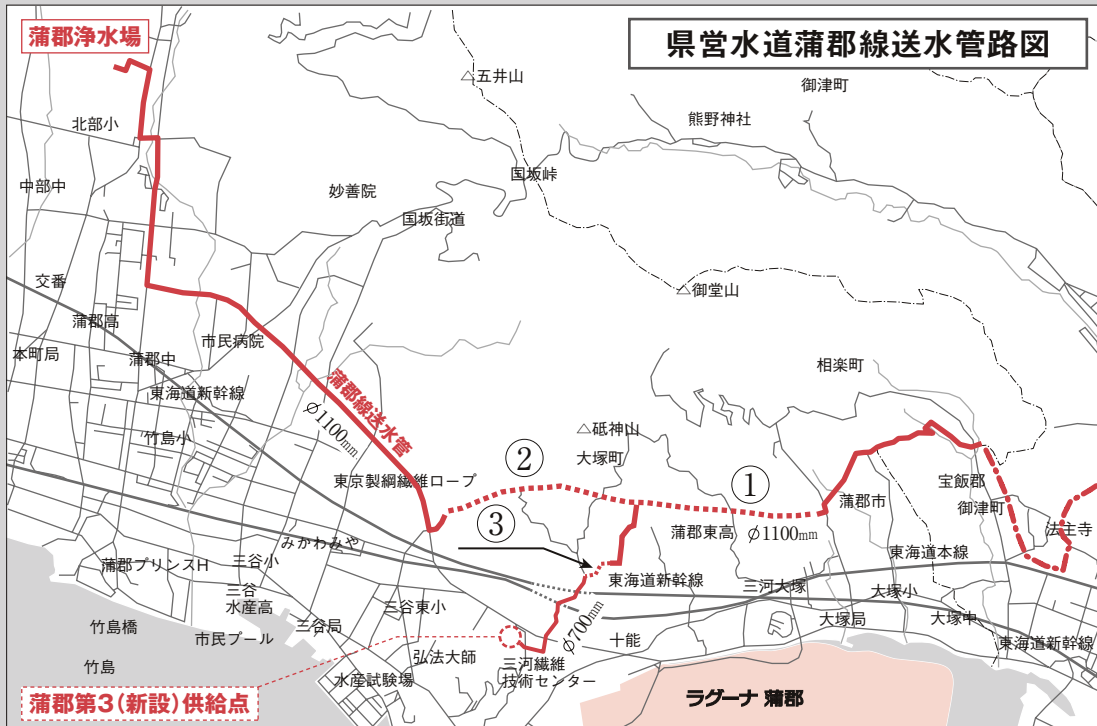 蒲郡浄水場
県営水道蒲郡線送水管路図
△五井山
御津町
熊野神社
北部小
国坂峠
中部中
妙善院
国坂街道
交番
△御堂山
蒲郡高
市民病院
本町局
蒲郡中
相楽町
東海道新幹線
蒲郡線送水管
φ1100mm
竹島小
△砥神山
大塚町
②
①
東京製綱繊維ロープ
宝飯郡
蒲郡市
御津町
③
蒲郡東高
φ1100mm
法主寺
みかわみや
東海道本線
蒲郡プリンスH
三谷小
東海道新幹線
三河大塚
大塚小
三谷
水産高
三谷東小
φ700mm
大塚局
大塚中
竹島橋
市民プール
三谷局
十能
東海道新幹線
弘法大師
三河繊維
技術センター
竹島
水産試験場
蒲郡第3(新設)供給点
ラグーナ 蒲郡